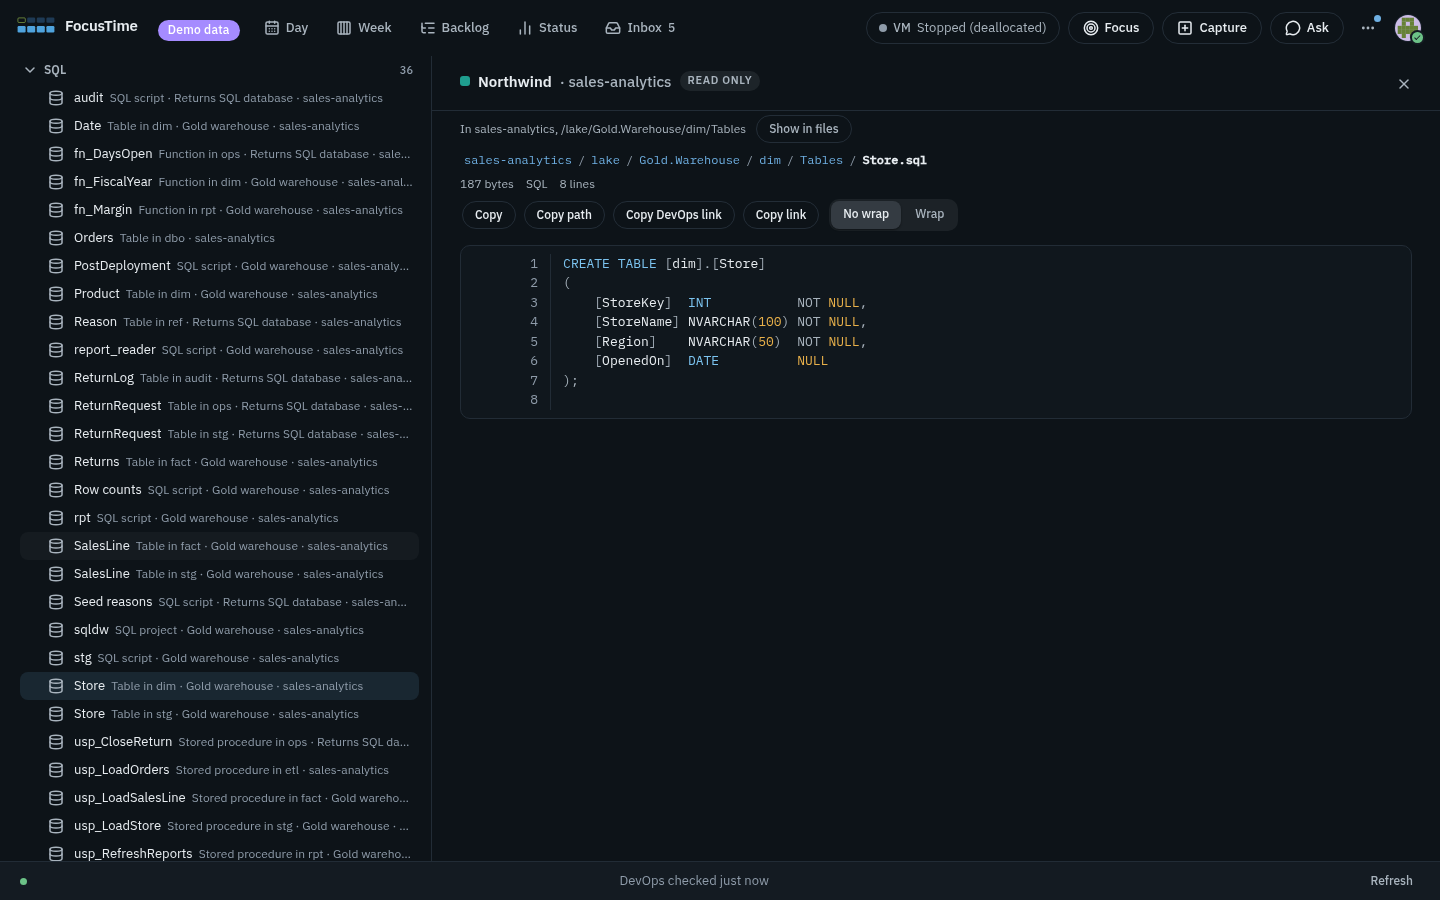 FocusTime
Demo data
Day
Week
Backlog
Status
Inbox 5
VM Stopped (deallocated)
Focus
Capture
Ask
SQL 36
audit SQL script · Returns SQL database · sales-analytics
Date Table in dim · Gold warehouse · sales-analytics
fn_DaysOpen Function in ops · Returns SQL database · sale...
fn_FiscalYear Function in dim · Gold warehouse · sales-anal...
fn_Margin Function in rpt · Gold warehouse · sales-analytics
Orders Table in dbo · sales-analytics
PostDeployment SQL script · Gold warehouse · sales-analy...
Product Table in dim · Gold warehouse · sales-analytics
Reason Table in ref · Returns SQL database · sales-analytics
report_reader SQL script · Gold warehouse · sales-analytics
ReturnLog Table in audit · Returns SQL database · sales-ana...
ReturnRequest Table in ops · Returns SQL database · sales-...
ReturnRequest Table in stg · Returns SQL database · sales-...
Returns Table in fact · Gold warehouse · sales-analytics
Row counts SQL script · Gold warehouse · sales-analytics
rpt SQL script · Gold warehouse · sales-analytics
SalesLine Table in fact · Gold warehouse · sales-analytics
SalesLine Table in stg · Gold warehouse · sales-analytics
Seed reasons SQL script · Returns SQL database · sales-an...
sqldw SQL project · Gold warehouse · sales-analytics
stg SQL script · Gold warehouse · sales-analytics
Store Table in dim · Gold warehouse · sales-analytics
Store Table in stg · Gold warehouse · sales-analytics
usp_CloseReturn Stored procedure in ops · Returns SQL da...
usp_LoadOrders Stored procedure in etl · sales-analytics
usp_LoadSalesLine Stored procedure in fact · Gold wareho...
usp_LoadStore Stored procedure in stg · Gold warehouse · ...
usp_RefreshReports Stored procedure in rpt · Gold wareho...
Northwind · sales-analytics READ ONLY
In sales-analytics, /lake/Gold.Warehouse/dim/Tables Show in files
sales-analytics / lake / Gold.Warehouse / dim / Tables / Store.sql
187 bytes SQL 8 lines
Copy Copy path Copy DevOps link Copy link No wrap Wrap
1 CREATE TABLE [dim].[Store]
2 (
3 [StoreKey] INT NOT NULL,
4 [StoreName] NVARCHAR(100) NOT NULL,
5 [Region] NVARCHAR(50) NOT NULL,
6 [OpenedOn] DATE NULL
7 );
8
DevOps checked just now
Refresh